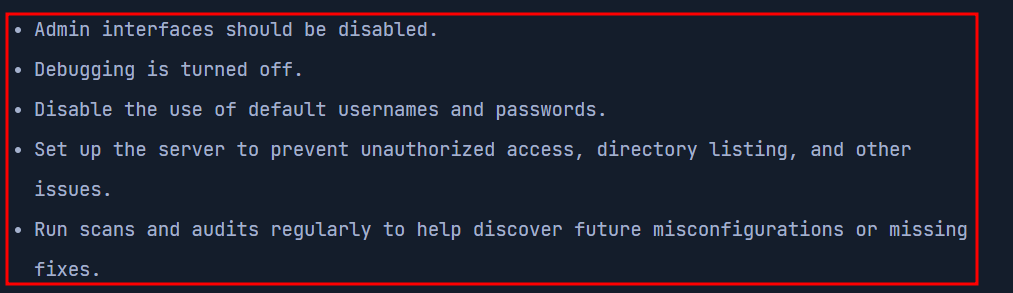 • Admin interfaces should be disabled.
• Debugging is turned off.
• Disable the use of default usernames and passwords.
• Set up the server to prevent unauthorized access, directory listing, and other
issues.
• Run scans and audits regularly to help discover future misconfigurations or missing
fixes.